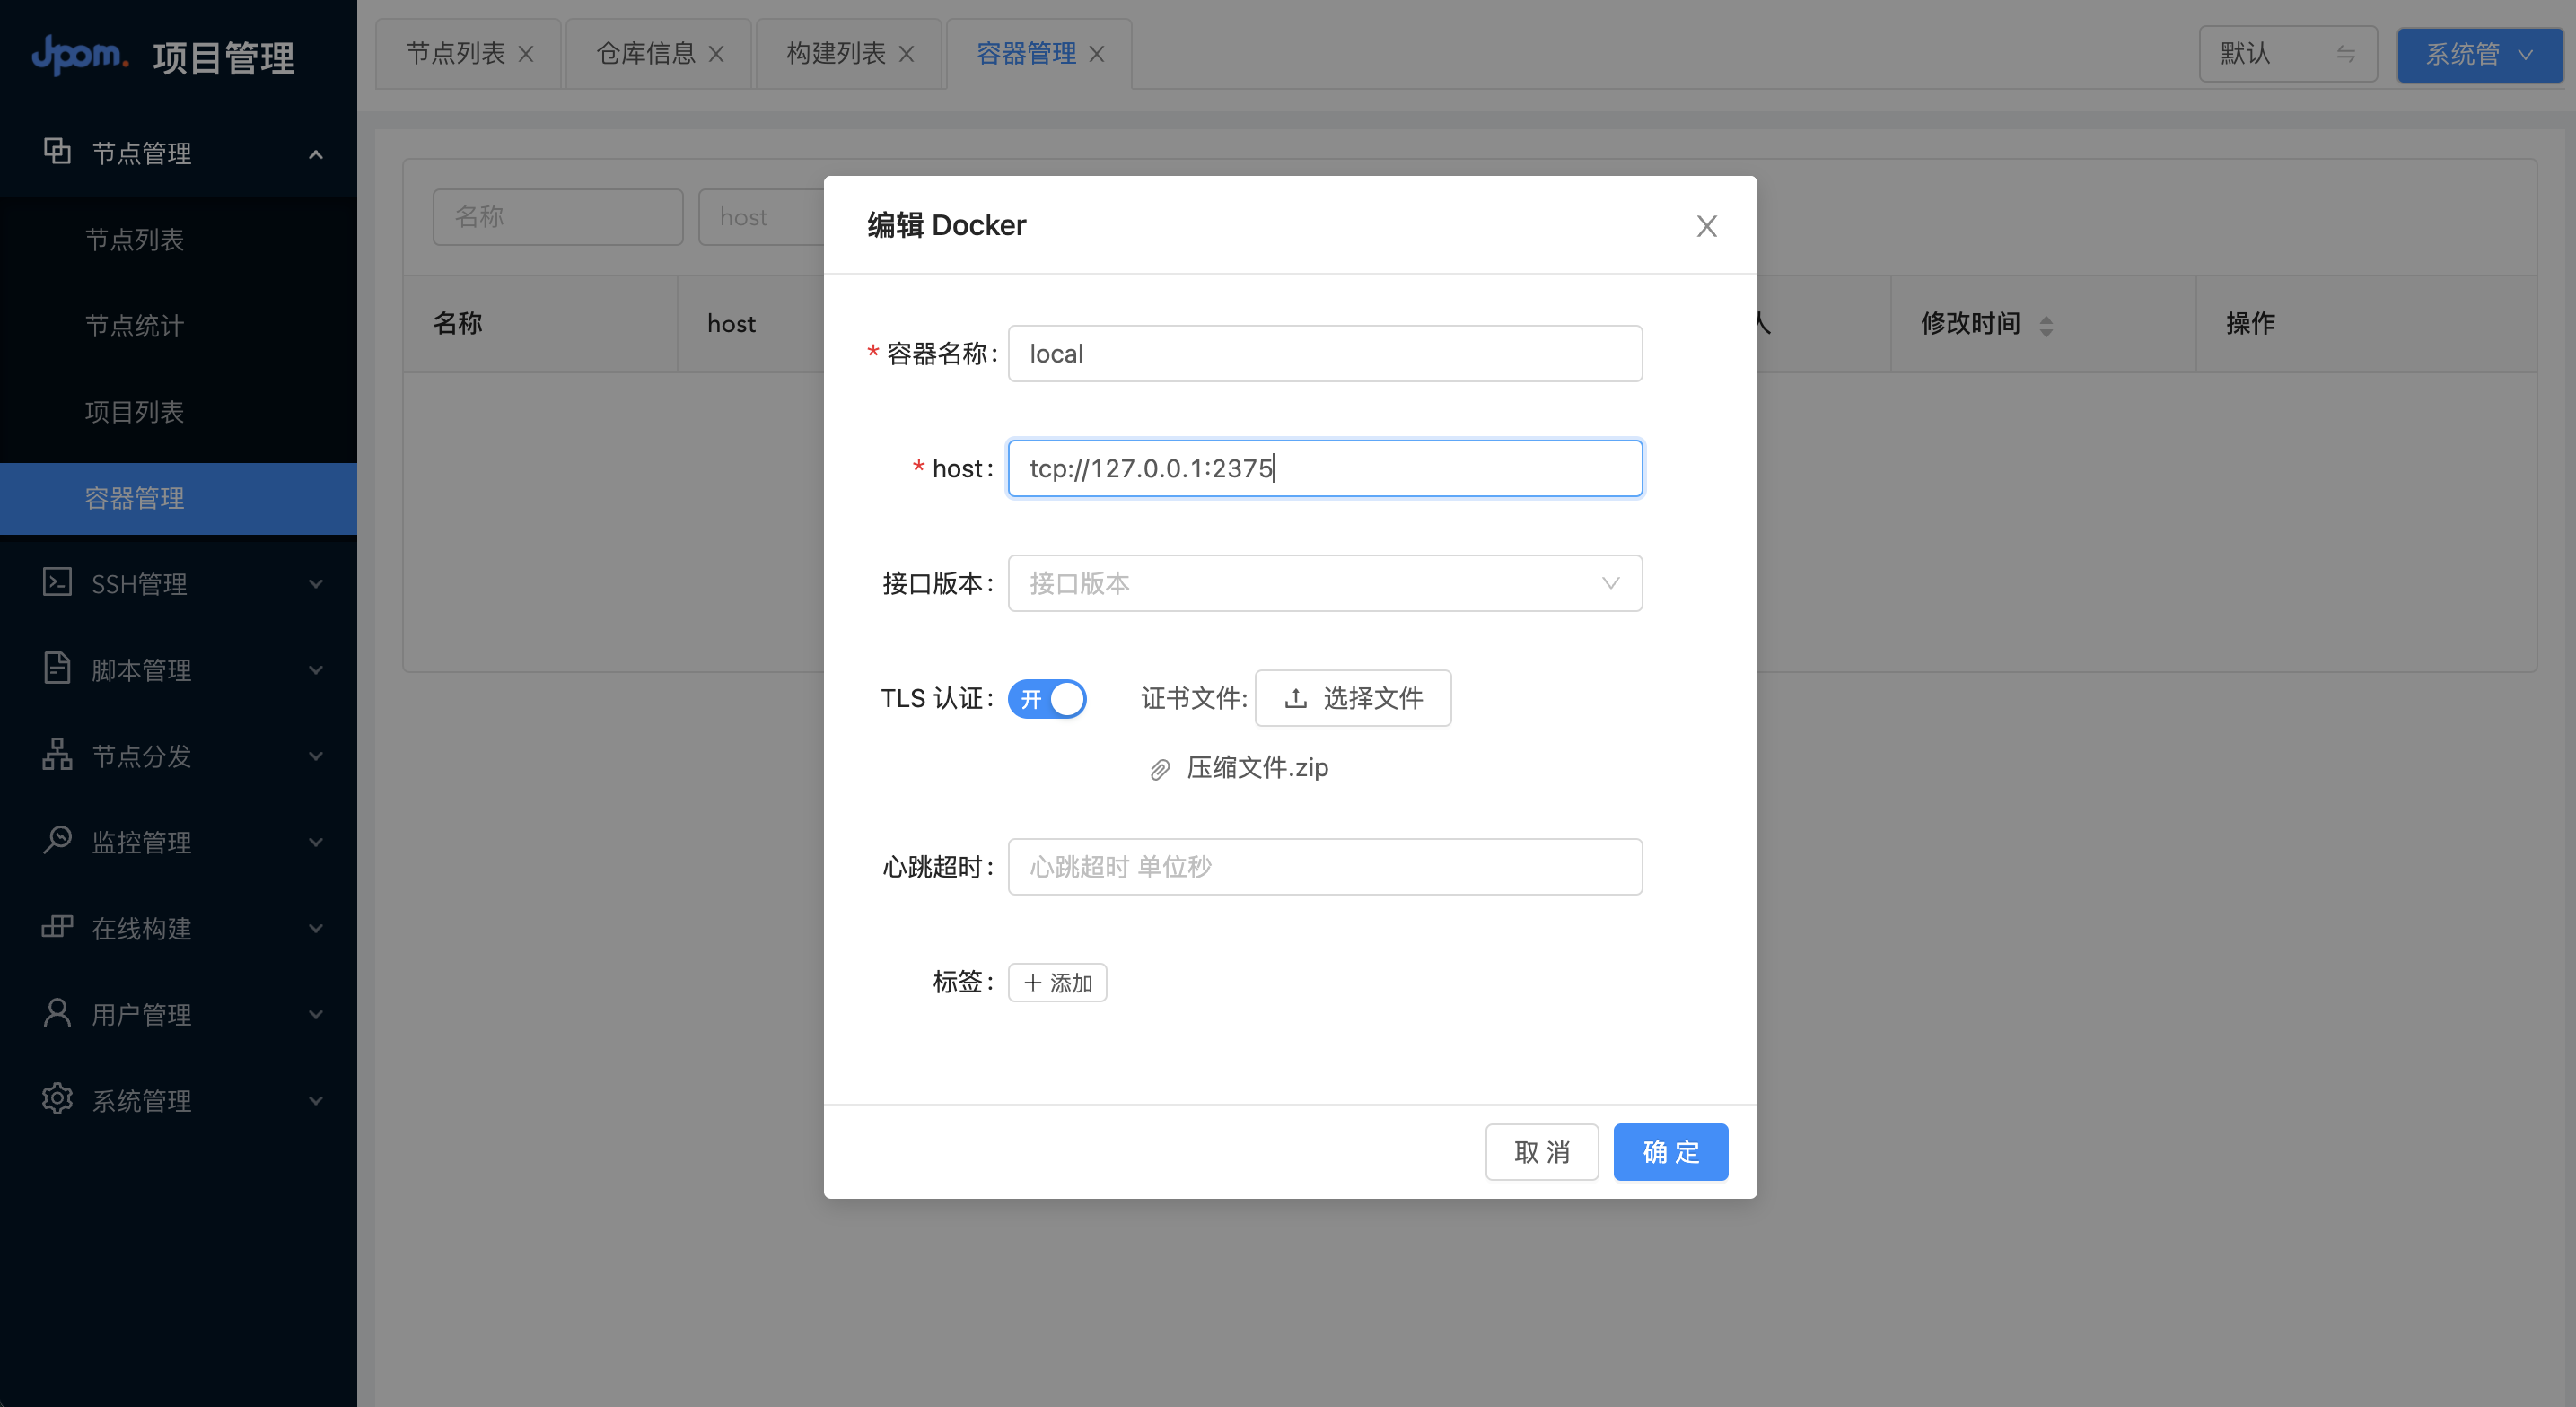 Jpom. 项目管理
节点管理
节点列表
节点统计
项目列表
容器管理
SSH管理
脚本管理
节点分发
监控管理
在线构建
用户管理
系统管理
节点列表
仓库信息
构建列表
容器管理
默认
系统管
名称
host
名称
host
人
修改时间
操作
编辑 Docker
* 容器名称: local
* host: tcp://127.0.0.1:2375
接口版本: 接口版本
TLS 认证: 开 证书文件: 选择文件
压缩文件.zip
心跳超时: 心跳超时 单位秒
标签: + 添加
取 消
确 定